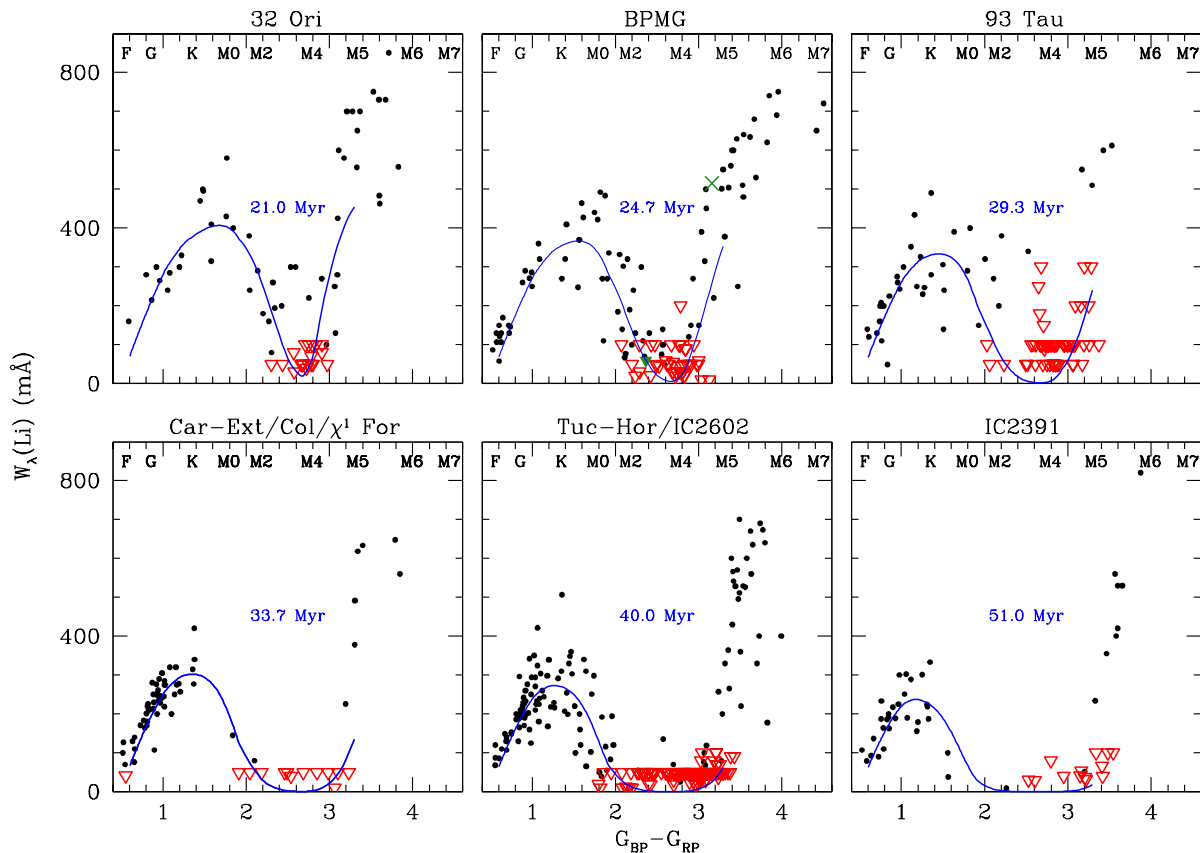 32 Ori
BPMG
93 Tau
F G K M0 M2 M4 M5 M6 M7
F G K M0 M2 M4 M5 M6 M7
F G K M0 M2 M4 M5 M6 M7
800
400
0
21.0 Myr
24.7 Myr
29.3 Myr
W_λ(Li) (mÅ)
Car-Ext/Col/χ¹ For
Tuc-Hor/IC2602
IC2391
F G K M0 M2 M4 M5 M6 M7
F G K M0 M2 M4 M5 M6 M7
F G K M0 M2 M4 M5 M6 M7
800
400
0
33.7 Myr
40.0 Myr
51.0 Myr
1 2 3 4
1 2 3 4
1 2 3 4
G_BP−G_RP